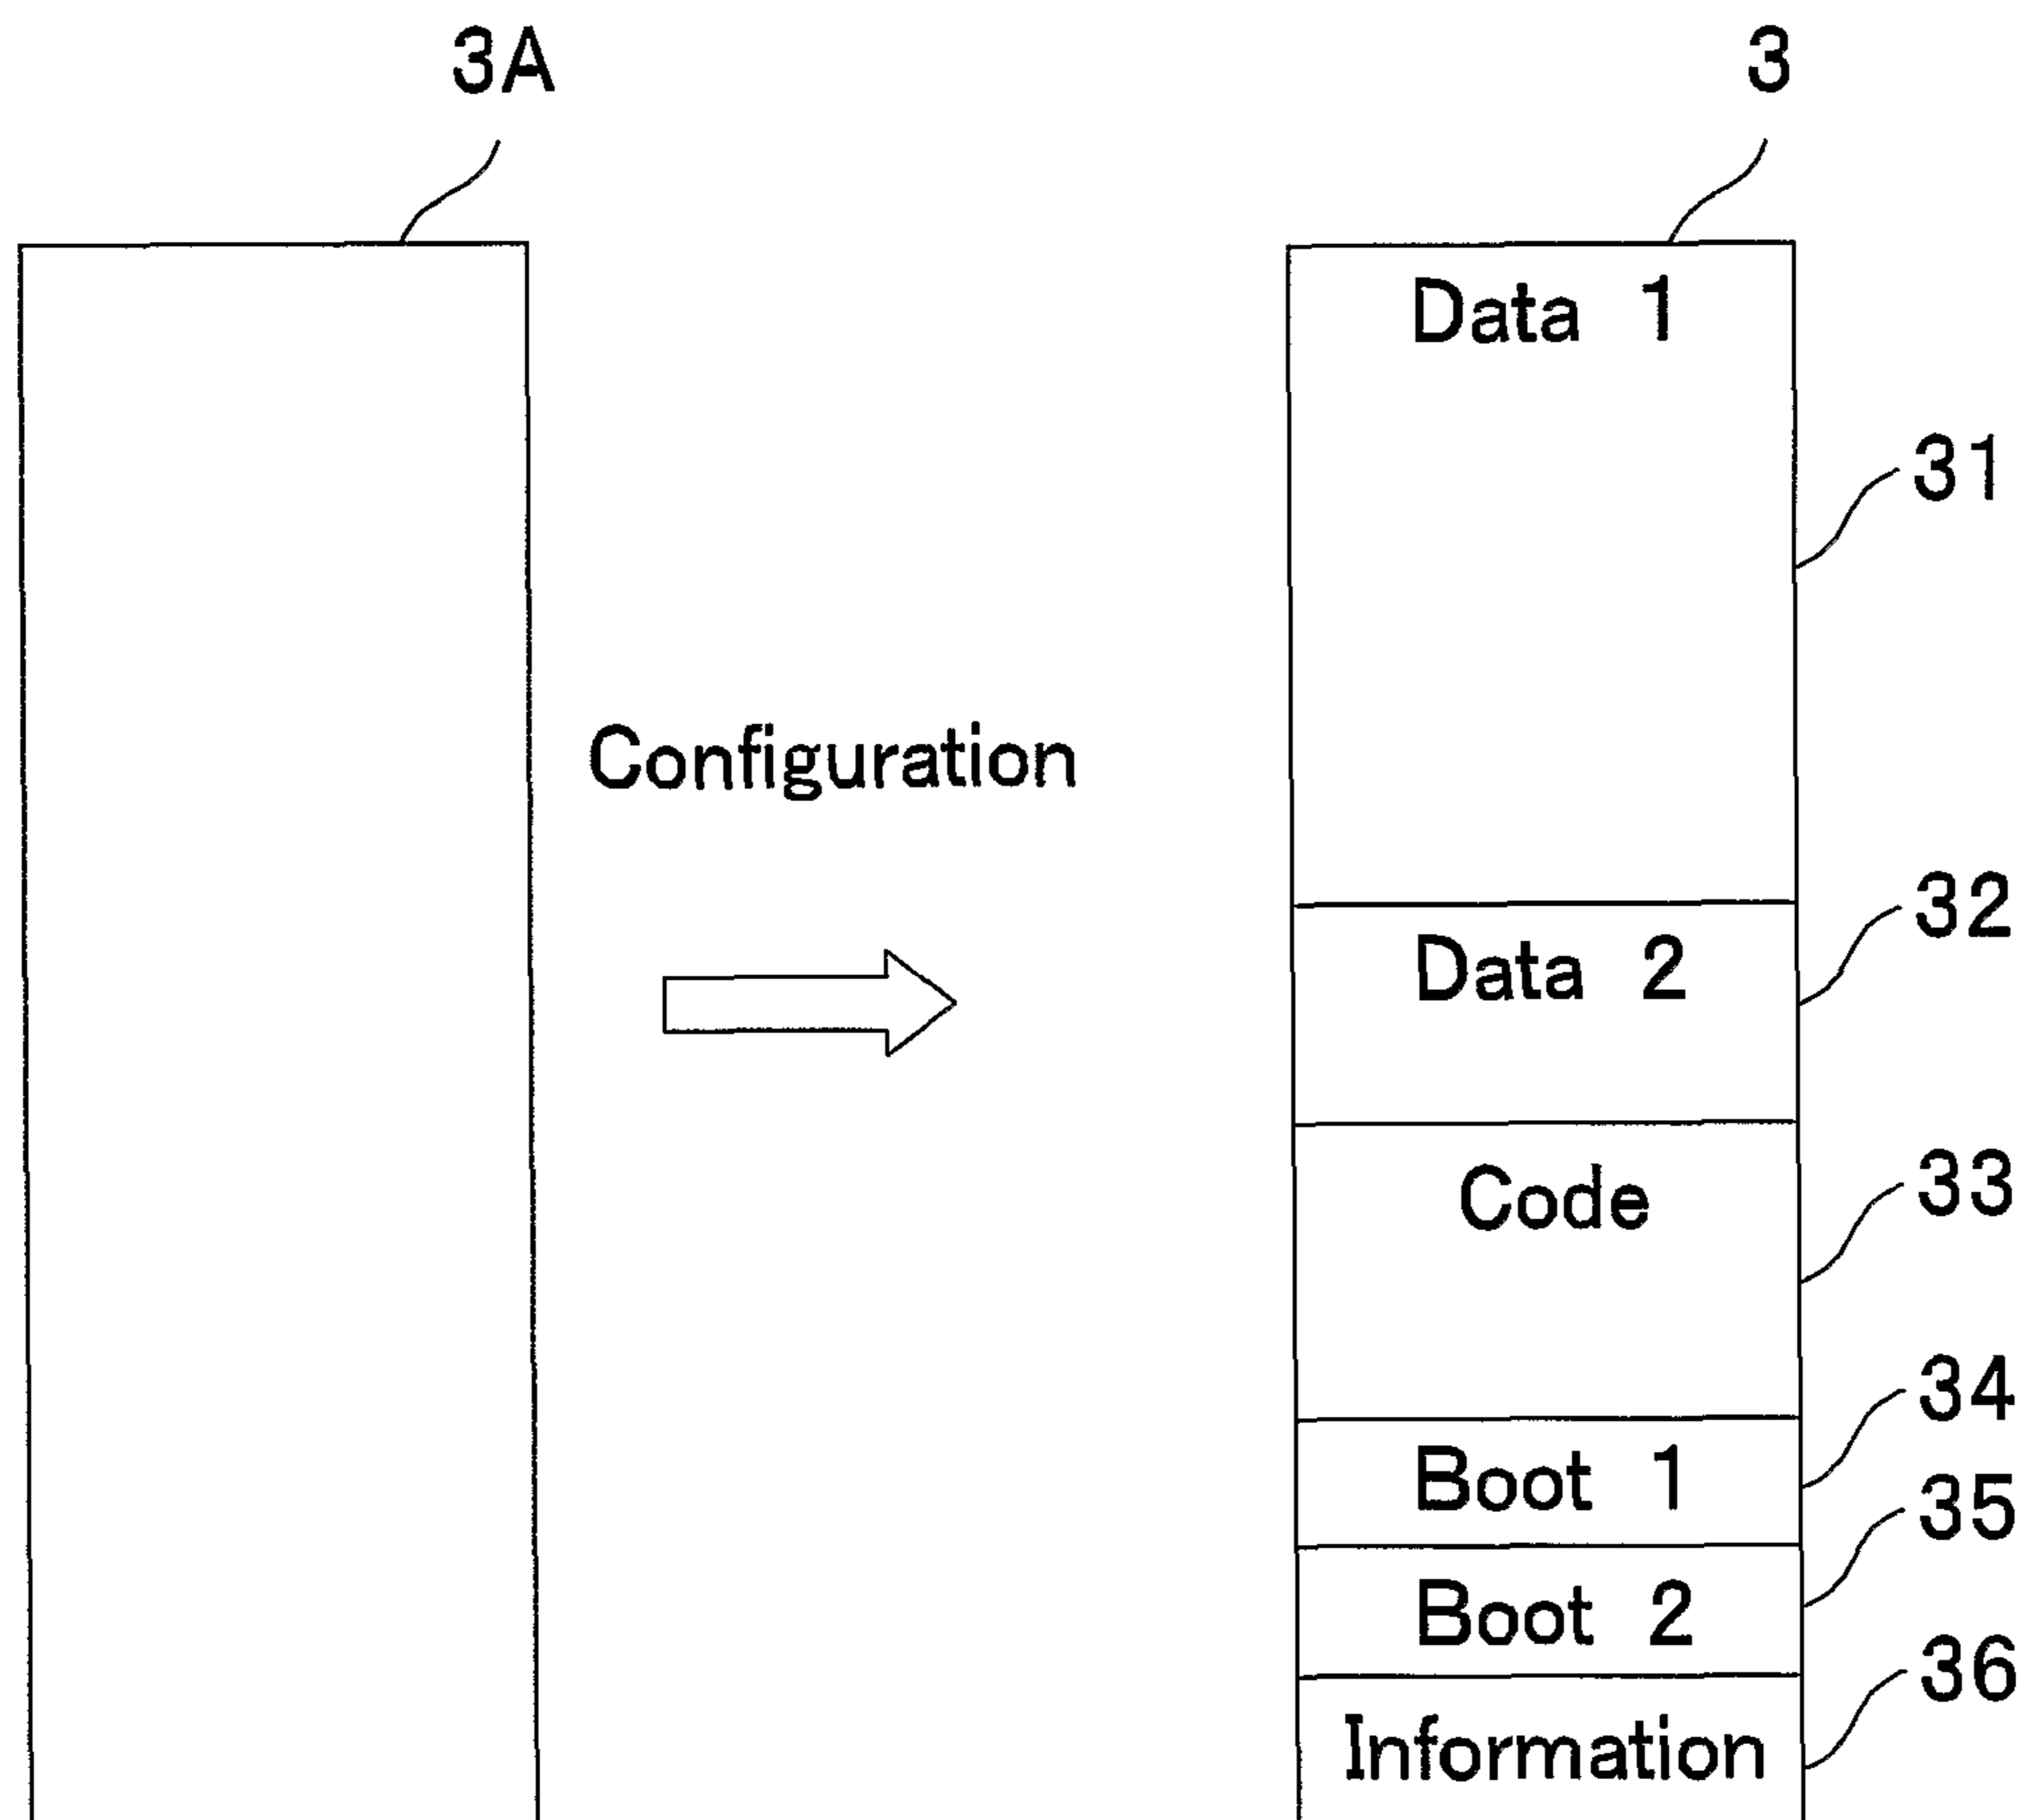 3A
3
Data 1
31
Configuration
32
Data 2
Code
33
34
Boot 1
35
Boot 2
36
Information